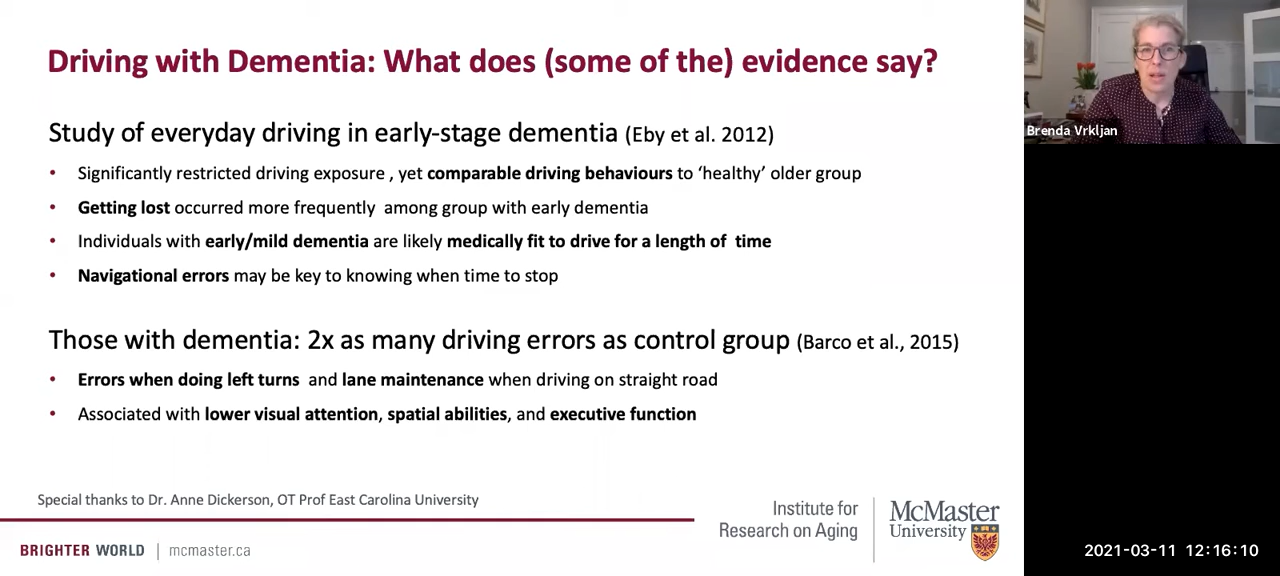 Driving with Dementia: What does (some of the) evidence say?
Study of everyday driving in early-stage dementia (Eby et al. 2012)
• Significantly restricted driving exposure , yet comparable driving behaviours to ‘healthy’ older group
• Getting lost occurred more frequently among group with early dementia
• Individuals with early/mild dementia are likely medically fit to drive for a length of time
• Navigational errors may be key to knowing when time to stop
Those with dementia: 2x as many driving errors as control group (Barco et al., 2015)
• Errors when doing left turns and lane maintenance when driving on straight road
• Associated with lower visual attention, spatial abilities, and executive function
Special thanks to Dr. Anne Dickerson, OT Prof East Carolina University
BRIGHTER WORLD | mcmaster.ca
Institute for
Research on Aging
McMaster
University
Brenda Vrkljan
2021-03-11 12:16:10